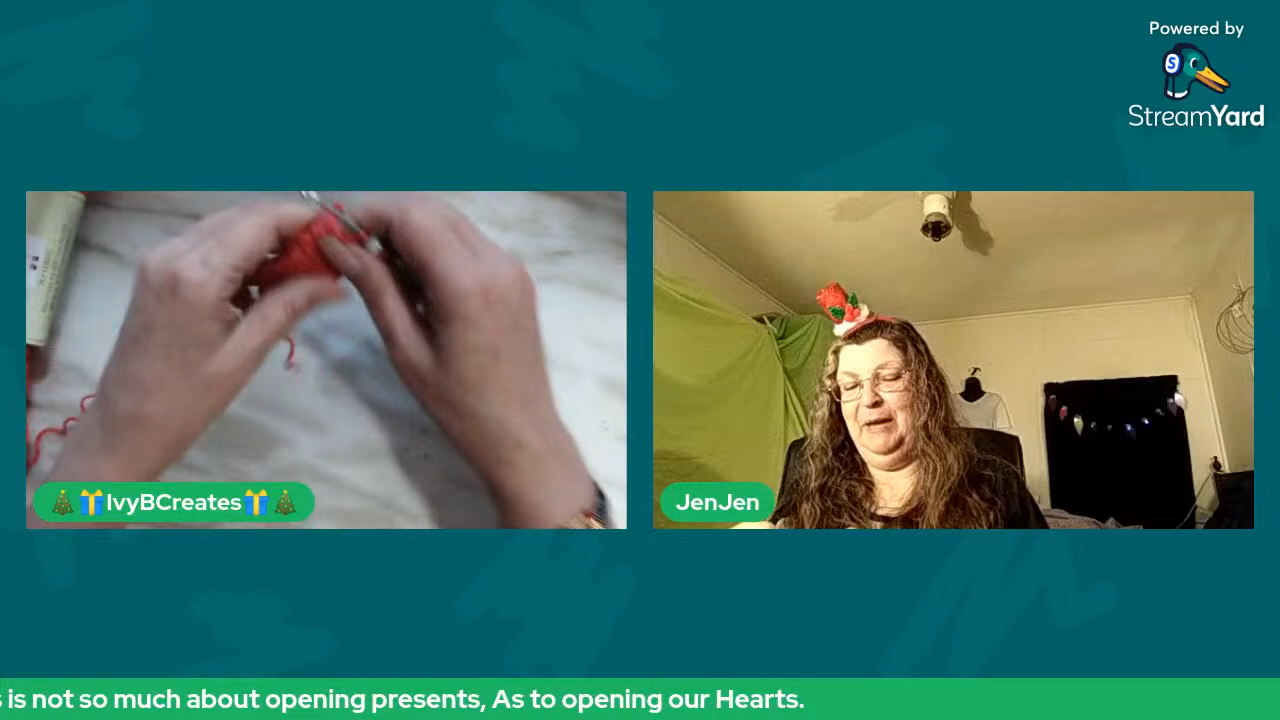 Powered by
S
StreamYard
🎄🎁IvyBCreates🎁🎄
JenJen
s is not so much about opening presents, As to opening our Hearts.